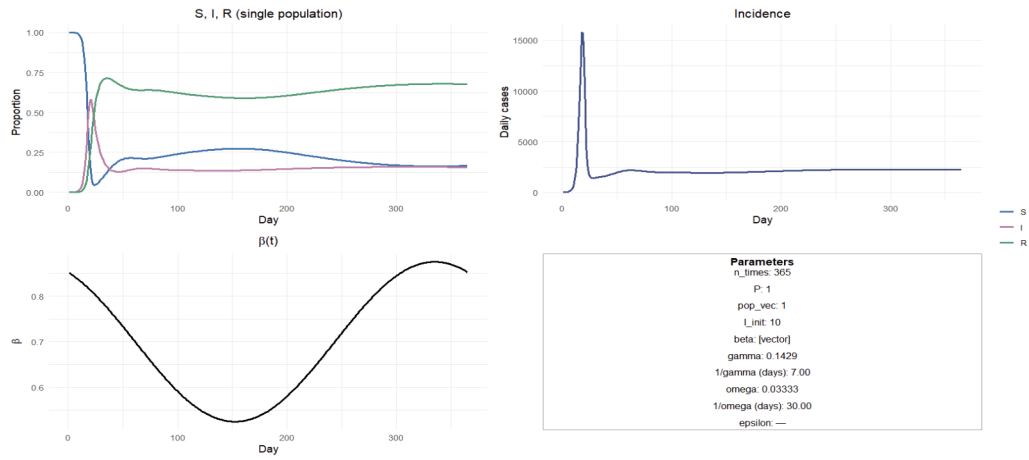 S, I, R (single population)
Proportion
1.00
0.75
0.50
0.25
0.00
0
100
200
300
Day
Incidence
Daily cases
15000
10000
5000
0
0
100
200
300
Day
S
I
R
β(t)
β
0.8
0.7
0.6
0
100
200
300
Day
Parameters
n_times: 365
P: 1
pop_vec: 1
I_init: 10
beta: [vector]
gamma: 0.1429
1/gamma (days): 7.00
omega: 0.03333
1/omega (days): 30.00
epsilon: —